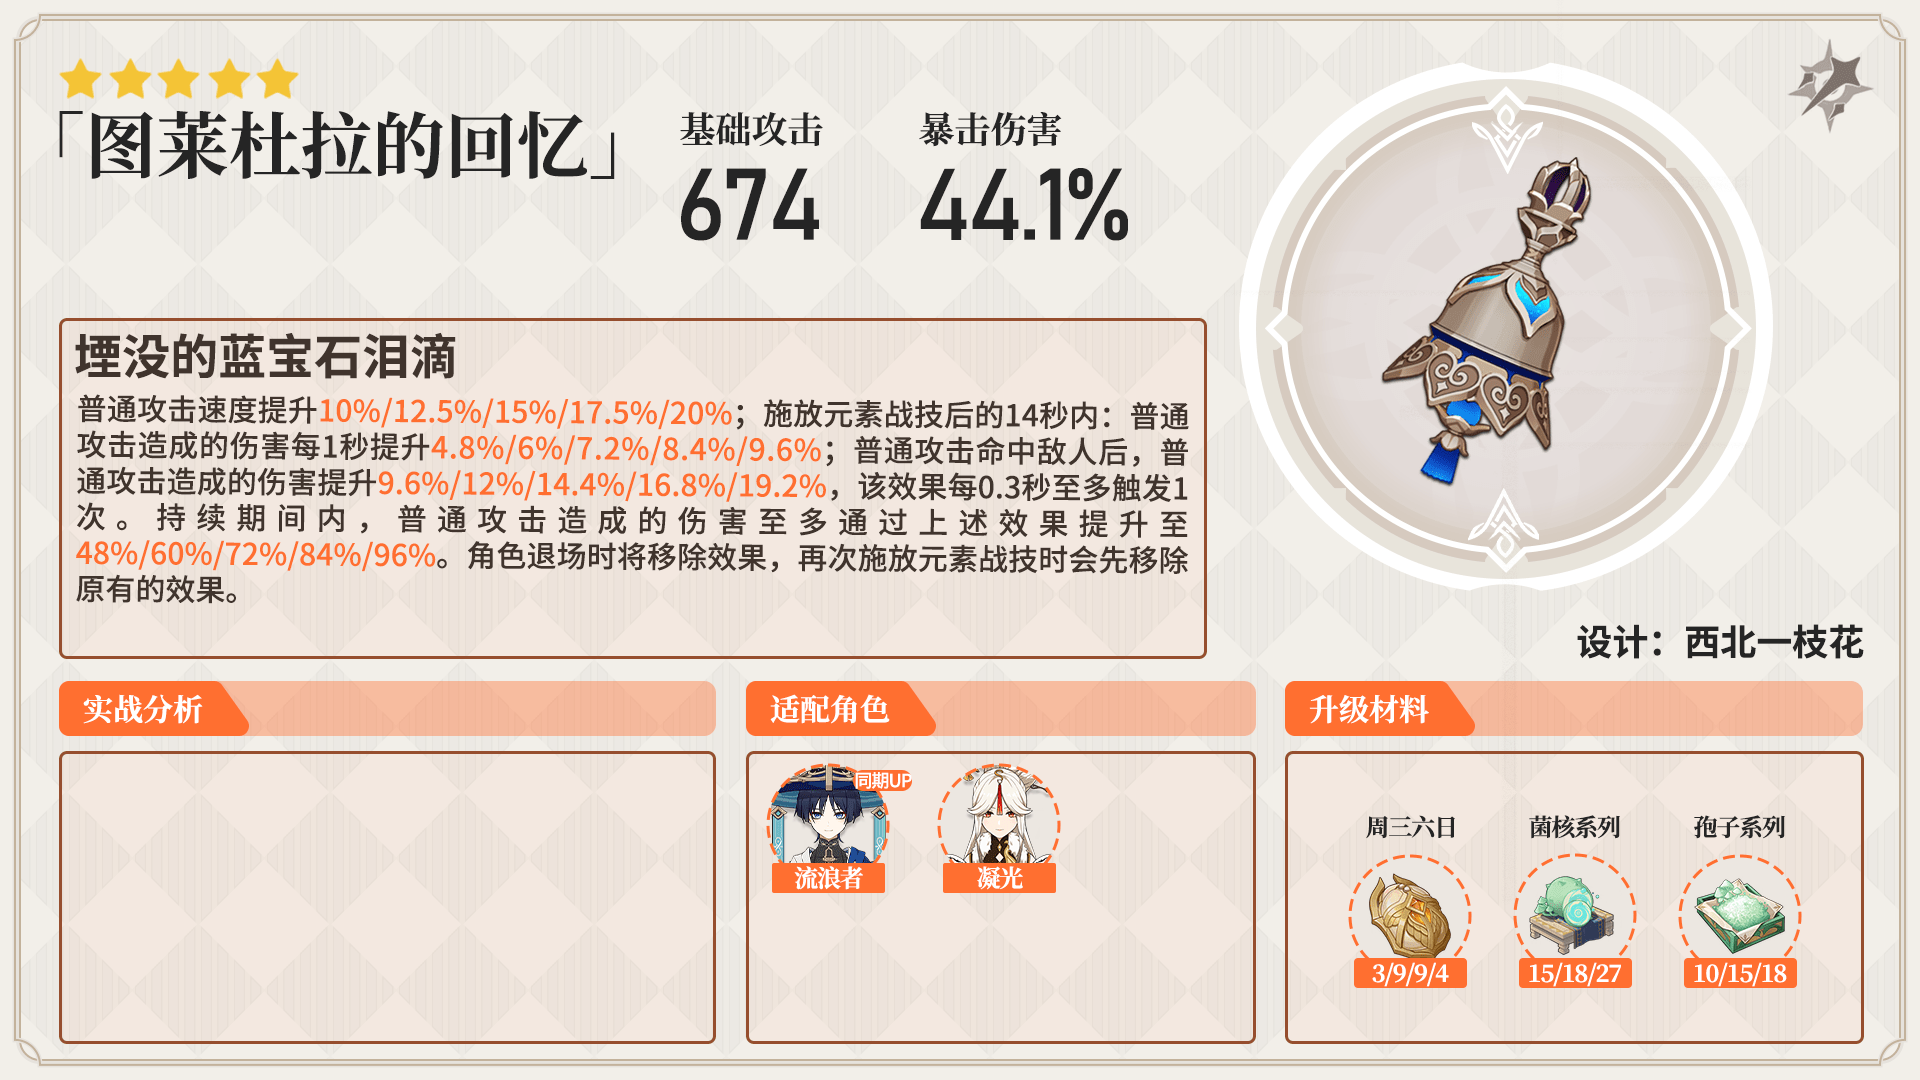 「图莱杜拉的回忆」
基础攻击
674
暴击伤害
44.1%
堙没的蓝宝石泪滴
普通攻击速度提升10%/12.5%/15%/17.5%/20%；施放元素战技后的14秒内：普通
攻击造成的伤害每1秒提升4.8%/6%/7.2%/8.4%/9.6%；普通攻击命中敌人后，普
通攻击造成的伤害提升9.6%/12%/14.4%/16.8%/19.2%，该效果每0.3秒至多触发1
次。持续期间内，普通攻击造成的伤害至多通过上述效果提升至
48%/60%/72%/84%/96%。角色退场时将移除效果，再次施放元素战技时会先移除
原有的效果。
设计：西北一枝花
实战分析
适配角色
同期UP
流浪者
凝光
升级材料
周三六日
菌核系列
孢子系列
3/9/9/4
15/18/27
10/15/18